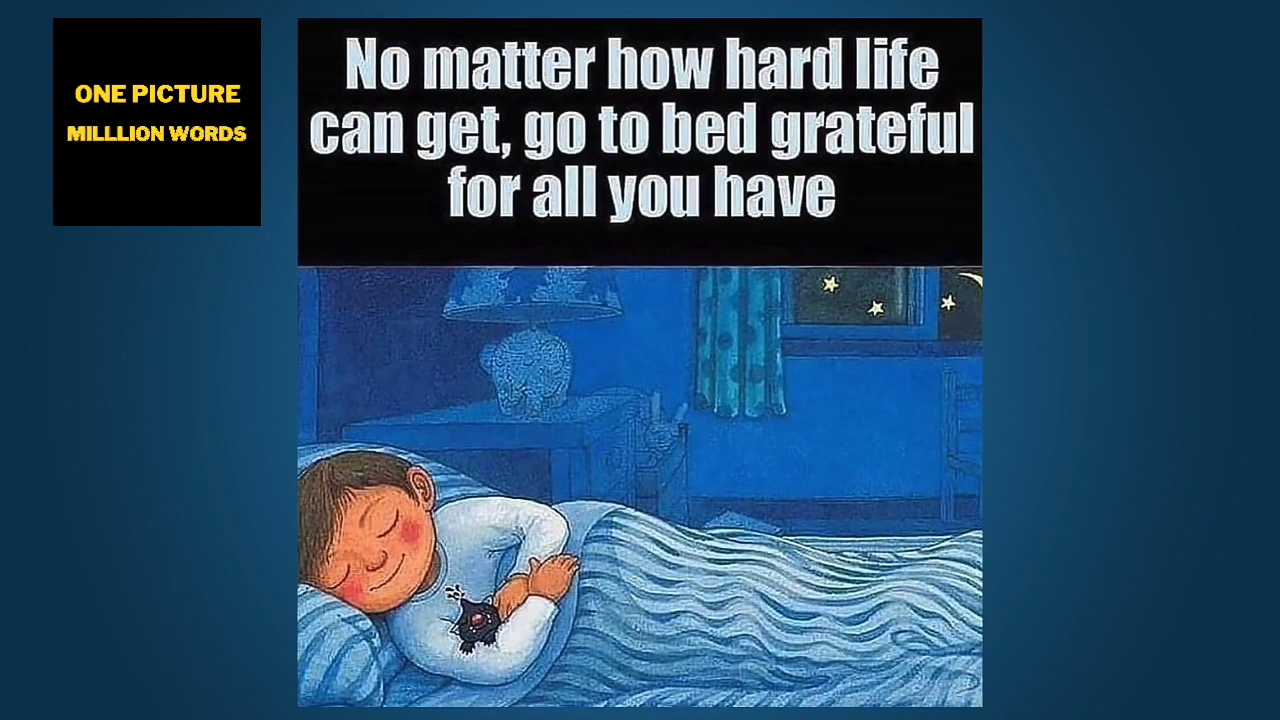 ONE PICTURE
MILLLION WORDS
No matter how hard life
can get, go to bed grateful
for all you have